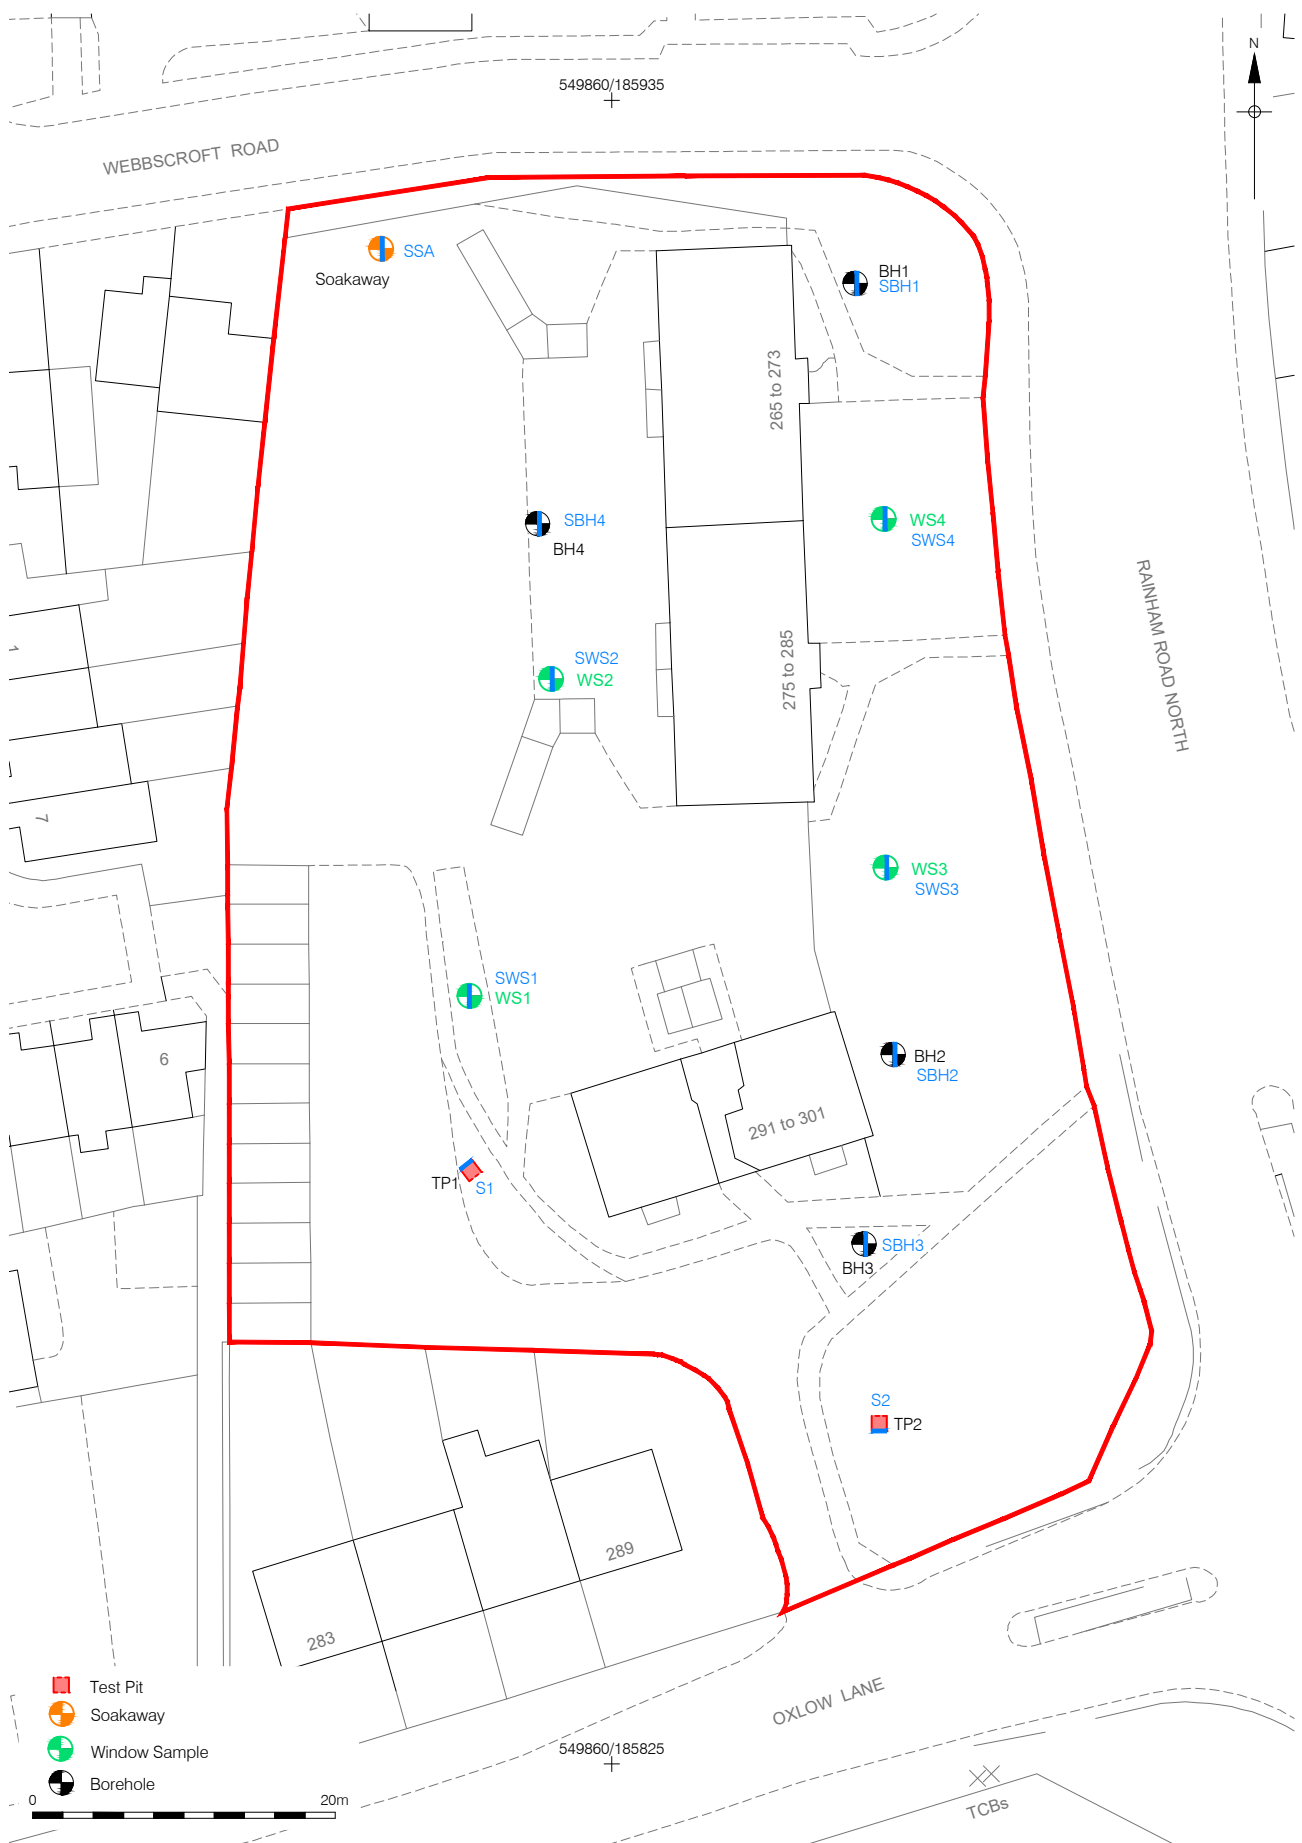 549860/185935
N
WEBBSCROFT ROAD
SSA
Soakaway
BH1
SBH1
265 to 273
SBH4
BH4
WS4
SWS4
RAINHAM ROAD NORTH
1
SWS2
WS2
275 to 285
7
WS3
SWS3
SWS1
WS1
6
BH2
SBH2
291 to 301
TP1
S1
SBH3
BH3
S2
TP2
289
283
Test Pit
Soakaway
Window Sample
Borehole
0
20m
OXLOW LANE
549860/185825
TCBs